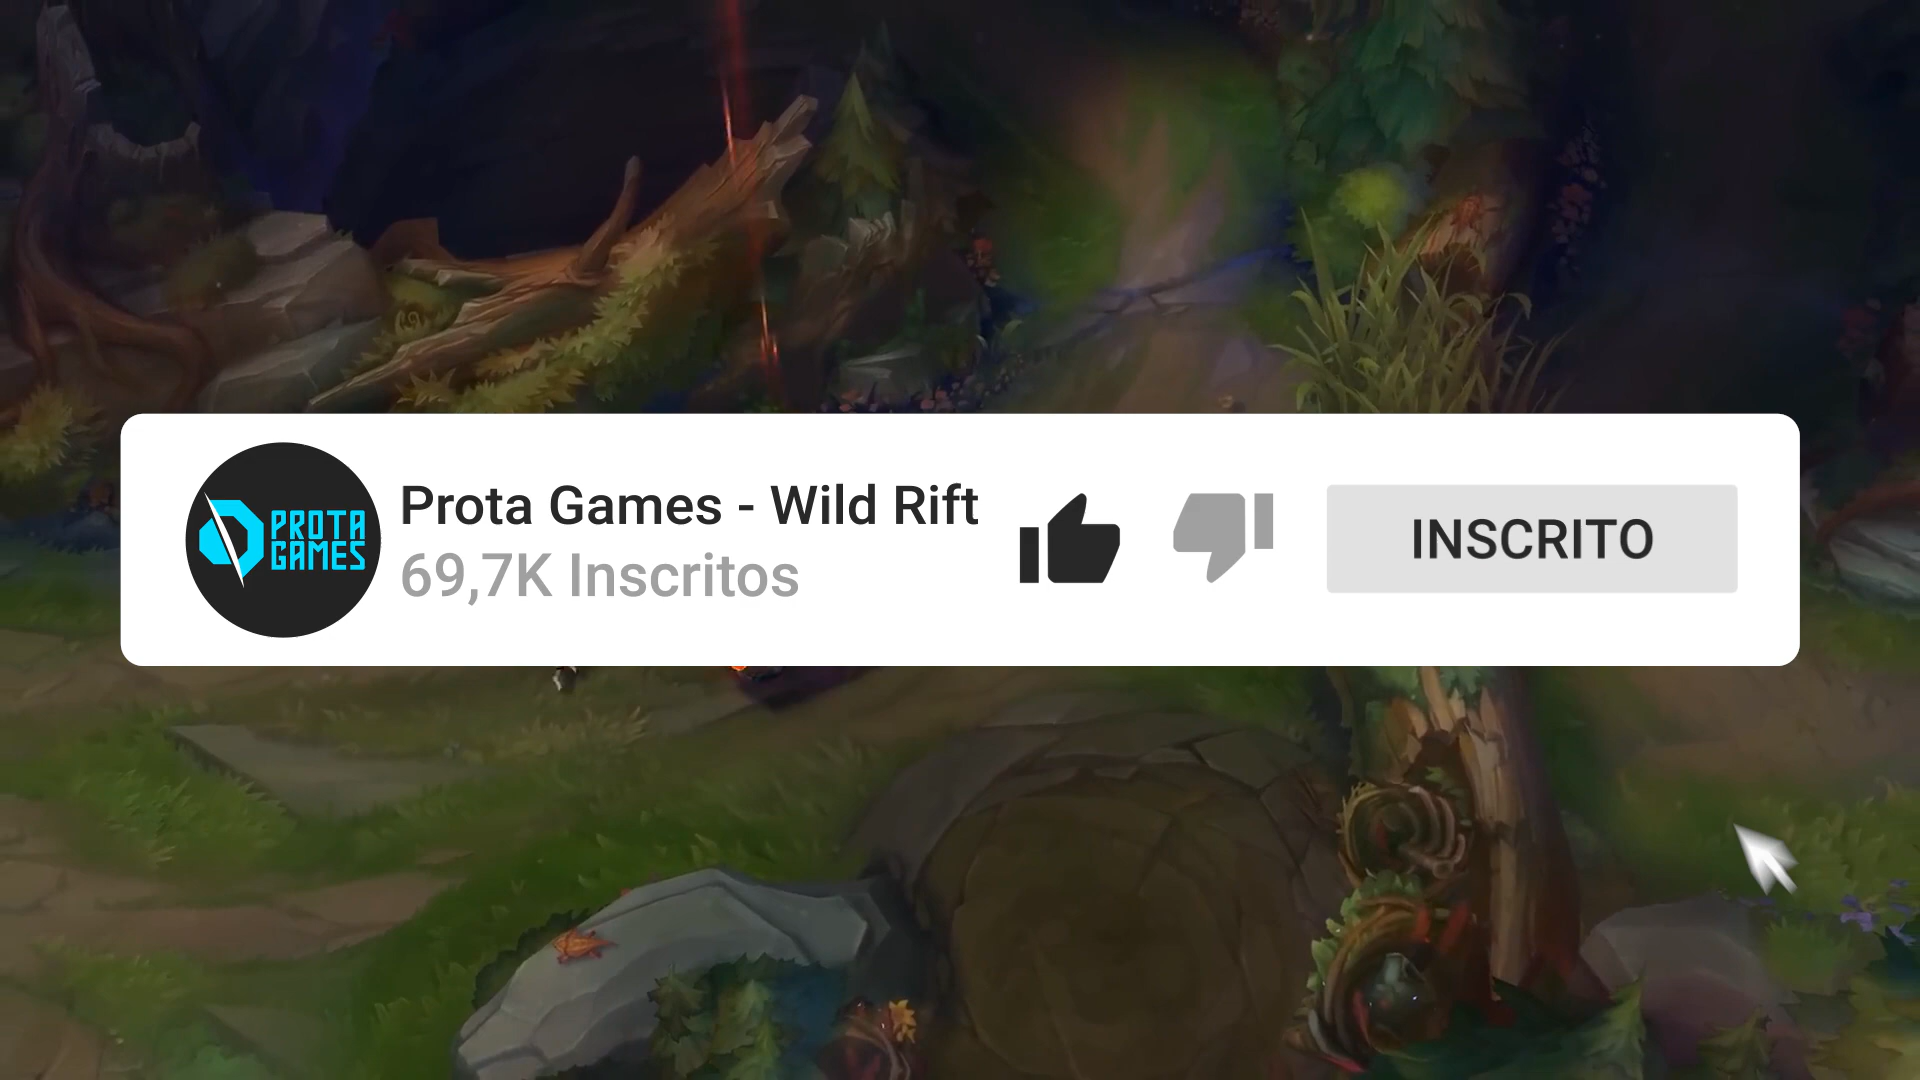 PROTA
GAMES
Prota Games - Wild Rift
69,7K Inscritos
INSCRITO